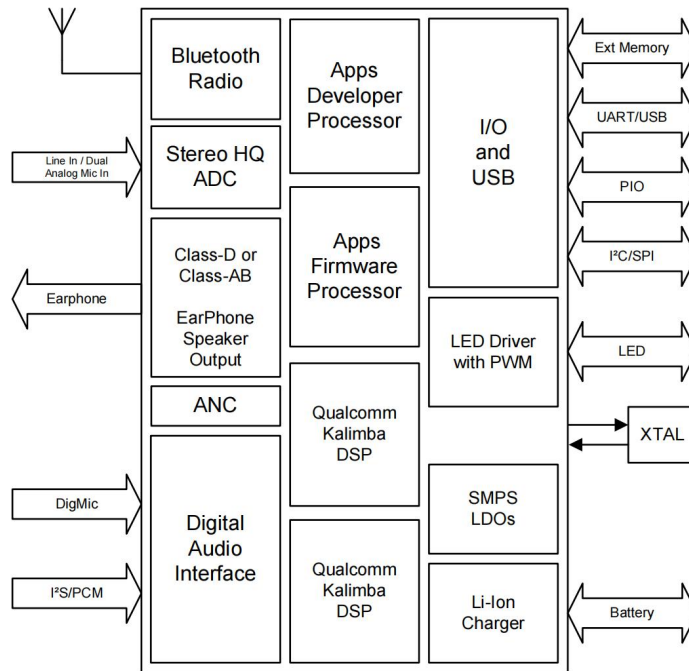 Bluetooth
Radio
Apps
Developer
Processor
I/O
and
USB
Ext Memory
UART/USB
PIO
I²C/SPI
Line In / Dual
Analog Mic In
Stereo HQ
ADC
Class-D or
Class-AB
EarPhone
Speaker
Output
Earphone
Apps
Firmware
Processor
LED Driver
with PWM
LED
ANC
Qualcomm
Kalimba
DSP
XTAL
DigMic
I²S/PCM
Digital
Audio
Interface
SMPS
LDOs
Qualcomm
Kalimba
DSP
Li-Ion
Charger
Battery